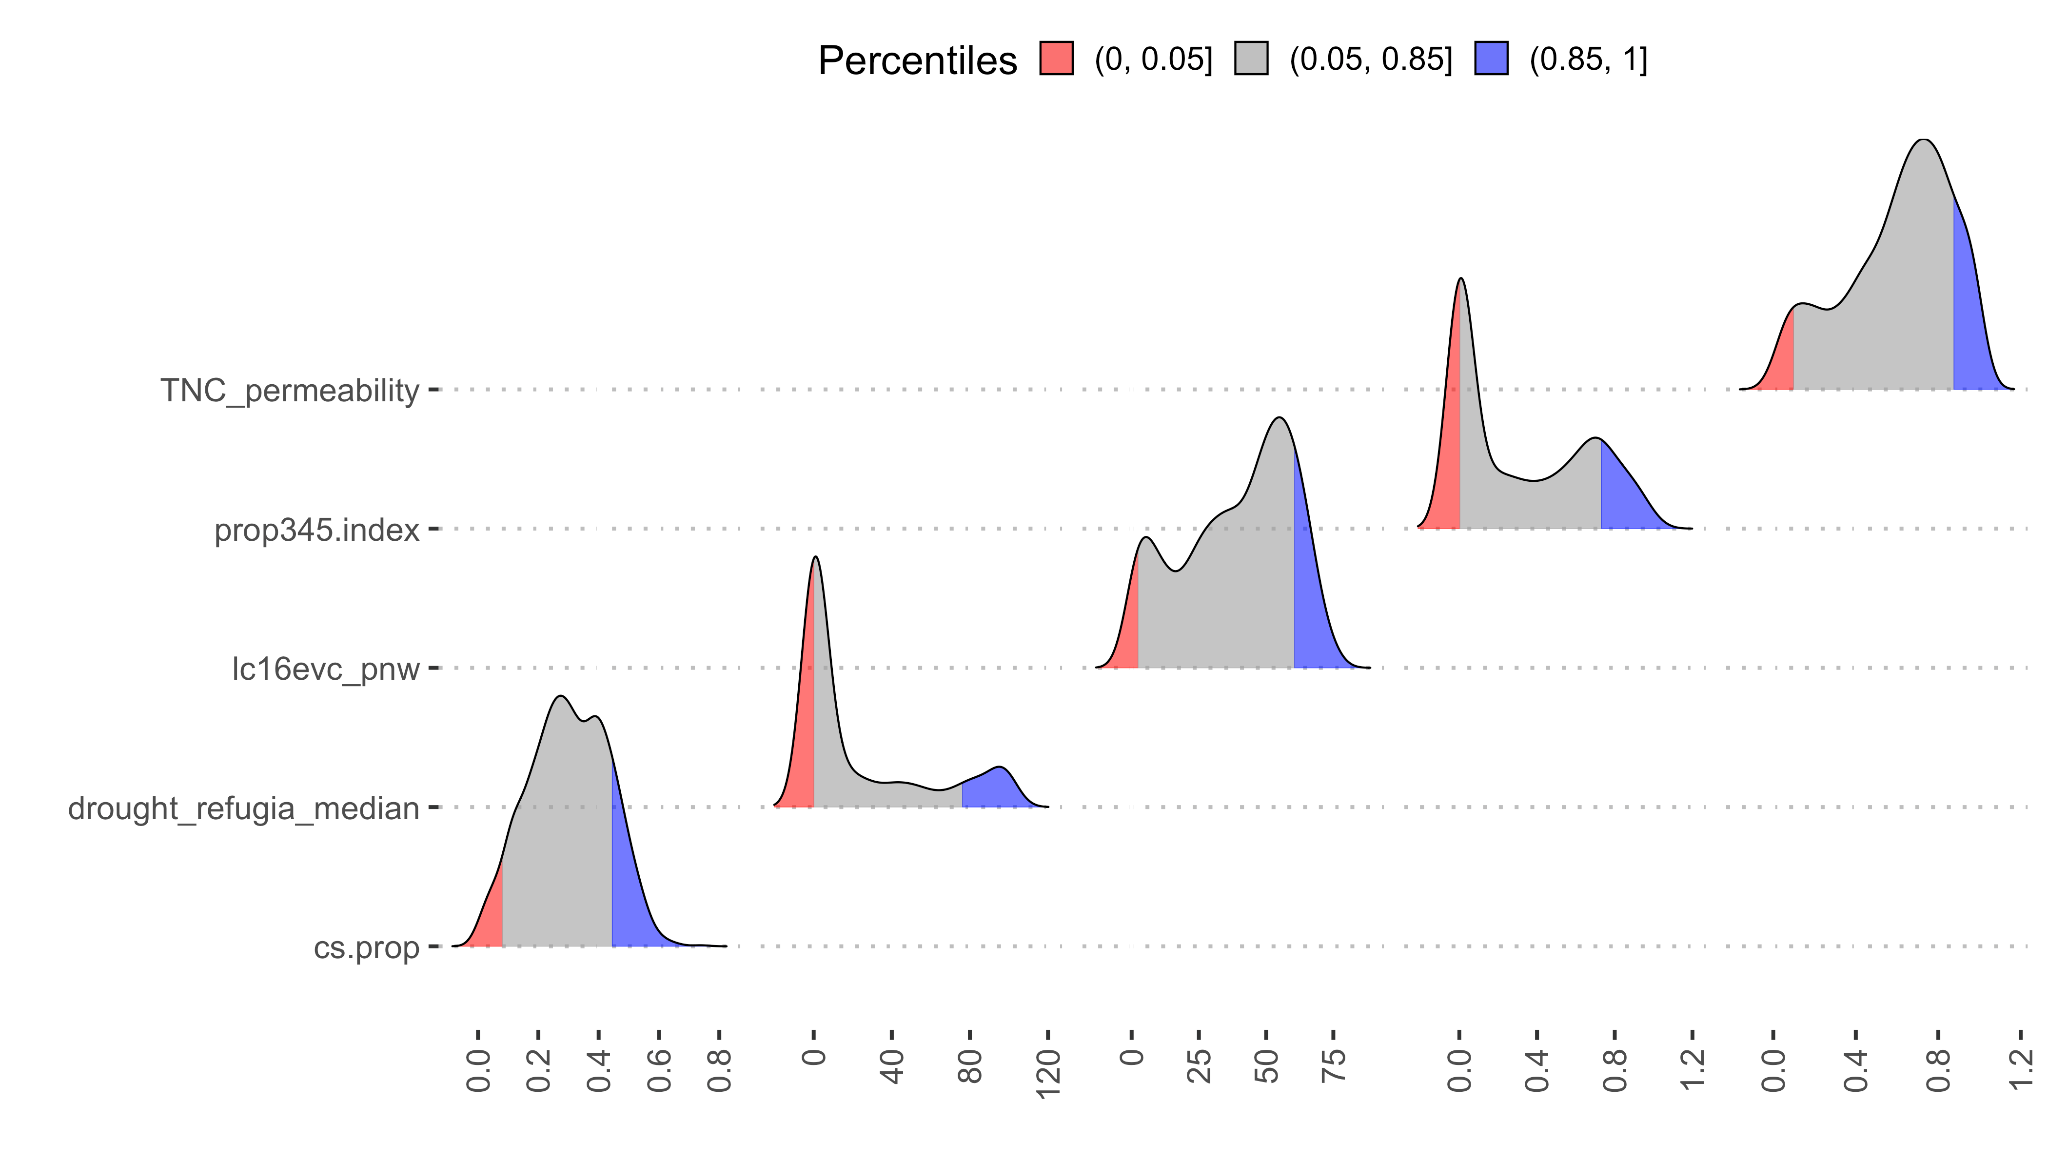 Percentiles (0, 0.05] (0.05, 0.85] (0.85, 1]
TNC_permeability
prop345.index
lc16evc_pnw
drought_refugia_median
cs.prop
0.0 0.2 0.4 0.6 0.8 0 40 80 120 0 25 50 75 0.0 0.4 0.8 1.2 0.0 0.4 0.8 1.2